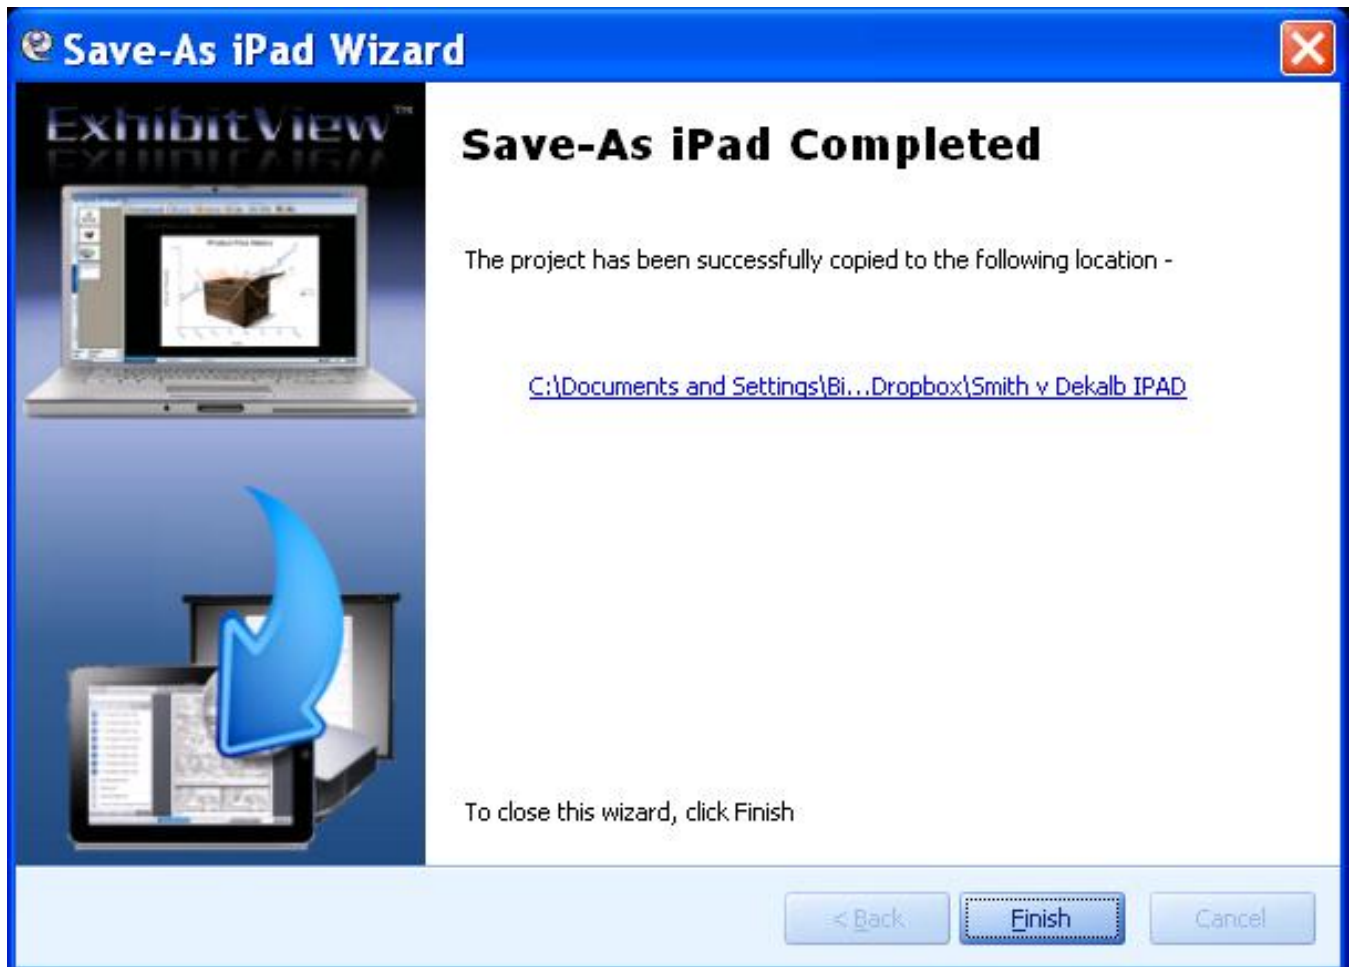 Save-As iPad Wizard
ExhibitView™
Save-As iPad Completed
The project has been successfully copied to the following location -
C:\Documents and Settings\Bi...Dropbox\Smith v Dekalb IPAD
To close this wizard, click Finish
< Back
Finish
Cancel